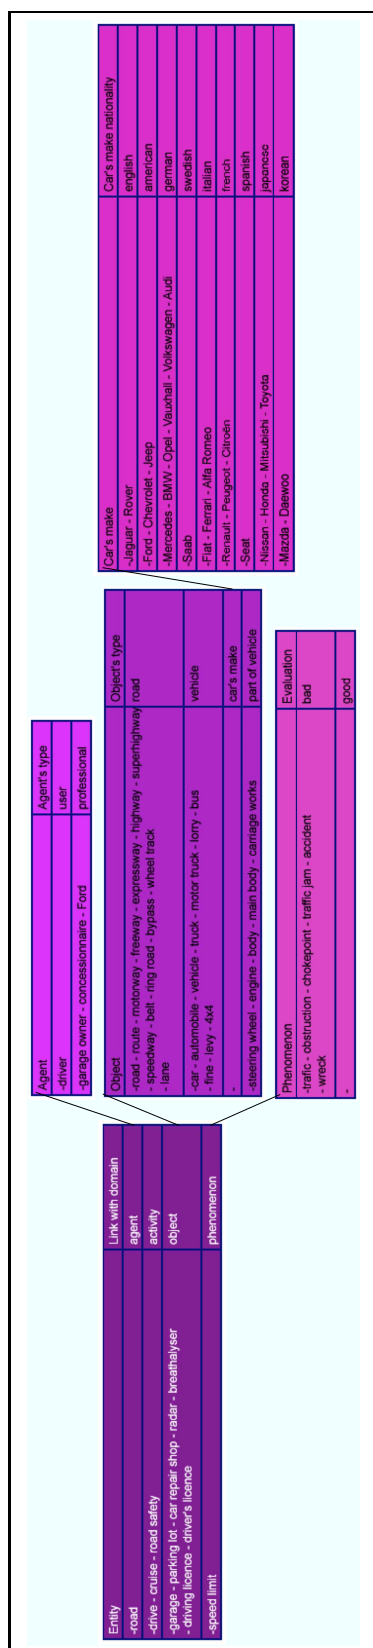 Entity Link with domain
-road agent
-drive - cruise - road safety activity
-garage - parking lot - car repair shop - radar - breathalyser object
- driving licence - driver's licence
-speed limit phenomenon
Agent Agent's type
-driver user
-garage owner - concessionnaire - Ford professional
Object Object's type
-road - route - motorway - freeway - expressway - highway - superhighway road
- speedway - belt - ring road - bypass - wheel track
- lane
-car - automobile - vehicle - truck - motor truck - lorry - bus vehicle
- fine - levy - 4x4
- car's make
-steering wheel - engine - body - main body - carriage works part of vehicle
Phenomenon Evaluation
-trafic - obstruction - chokepoint - traffic jam - accident bad
- wreck
- good
Car's make Car's make nationality
-Jaguar - Rover english
-Ford - Chevrolet - Jeep american
-Mercedes - BMW - Opel - Vauxhall - Volkswagen - Audi german
-Saab swedish
-Fiat - Ferrari - Alfa Romeo italian
-Renault - Peugeot - Citroën french
-Seat spanish
-Nissan - Honda - Mitsubishi - Toyota japanese
-Mazda - Daewoo korean